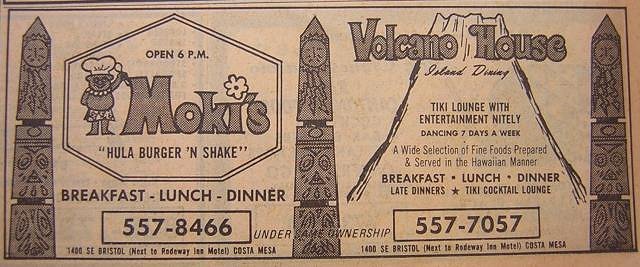 OPEN 6 P.M.
Moki's
"HULA BURGER 'N SHAKE"
BREAKFAST - LUNCH - DINNER
557-8466
1400 SE BRISTOL (Next to Rodeway Inn Motel) COSTA MESA
UNDER SAME OWNERSHIP
Volcano House
Island Dining
TIKI LOUNGE WITH
ENTERTAINMENT NITELY
DANCING 7 DAYS A WEEK
A Wide Selection of Fine Foods Prepared
& Served in the Hawaiian Manner
BREAKFAST • LUNCH • DINNER
LATE DINNERS ★ TIKI COCKTAIL LOUNGE
557-7057
1400 SE BRISTOL (Next to Rodeway Inn Motel) COSTA MESA